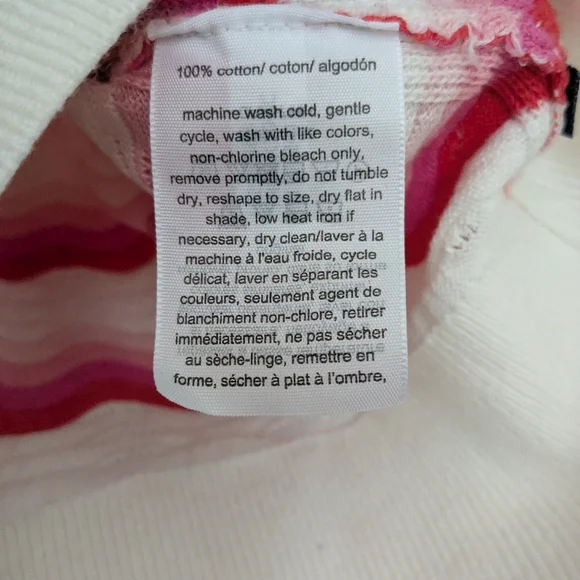 100% cotton/ coton/ algodón
machine wash cold, gentle
cycle, wash with like colors,
non-chlorine bleach only,
remove promptly, do not tumble
dry, reshape to size, dry flat in
shade, low heat iron if
necessary, dry clean/laver à la
machine à l'eau froide, cycle
délicat, laver en séparant les
couleurs, seulement agent de
blanchiment non-chlore, retirer
immédiatement, ne pas sécher
au sèche-linge, remettre en
forme, sécher à plat à l'ombre,